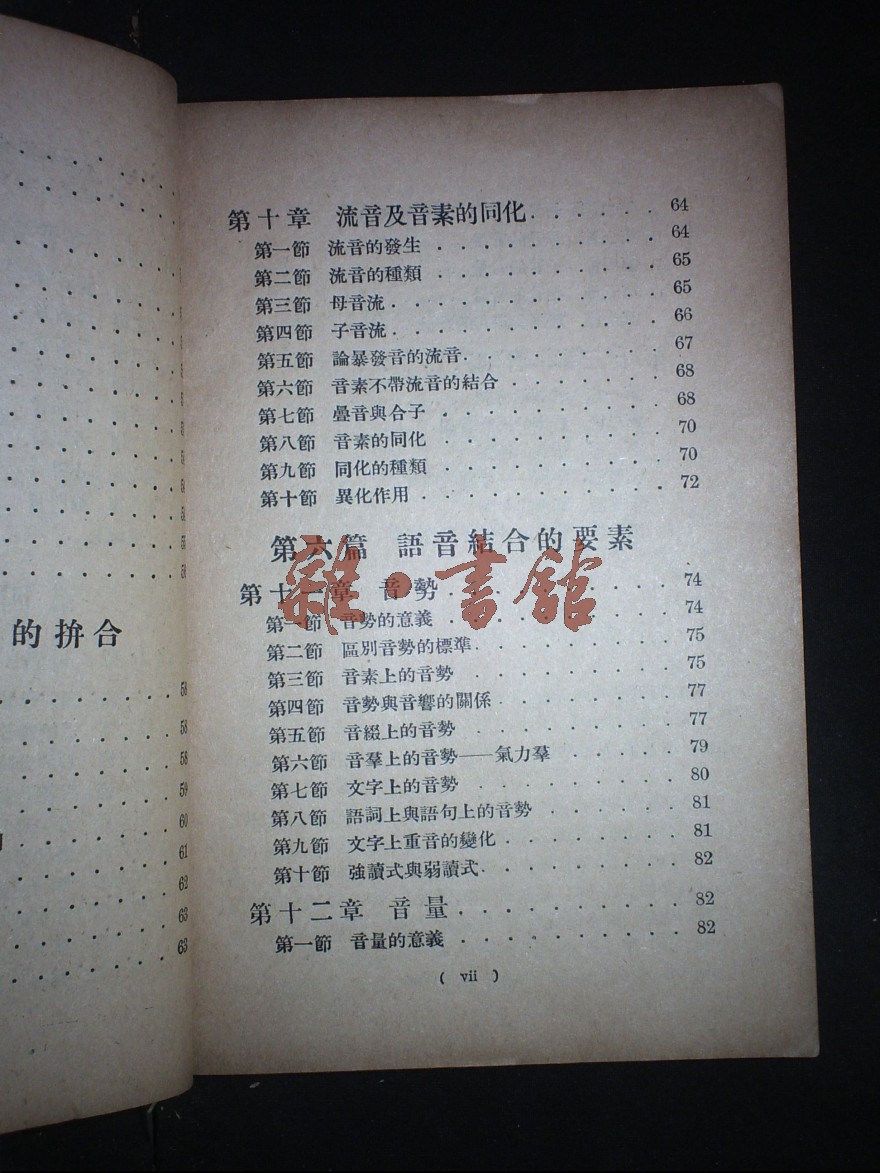 的拚合
58
58
58
59
60
61
62
63
63
第十章 流音及音素的同化 . . . . . . 64
第一節 流音的發生 . . . . . . . . . 64
第二節 流音的種類 . . . . . . . . . 65
第三節 母音流 . . . . . . . . . . . 65
第四節 子音流 . . . . . . . . . . . 66
第五節 論暴發音的流音 . . . . . . . . 67
第六節 音素不帶流音的結合 . . . . . . 68
第七節 疊音與合子 . . . . . . . . . 68
第八節 音素的同化 . . . . . . . . . 70
第九節 同化的種類 . . . . . . . . . 70
第十節 異化作用 . . . . . . . . . . 72
第六篇 語音結合的要素
第十一章 音勢 . . . . . . . . . 74
第一節 音勢的意義 . . . . . . . . . 74
第二節 區別音勢的標準 . . . . . . . . 75
第三節 音素上的音勢 . . . . . . . . 75
第四節 音勢與音響的關係 . . . . . . . 77
第五節 音綴上的音勢 . . . . . . . . 77
第六節 音羣上的音勢——氣力羣 . . . . . 79
第七節 文字上的音勢 . . . . . . . . 80
第八節 語詞上與語句上的音勢 . . . . . 81
第九節 文字上重音的變化 . . . . . . . 81
第十節 強讀式與弱讀式 . . . . . . . . 82
第十二章 音量 . . . . . . . . . 82
第一節 音量的意義 . . . . . . . . . 82
( vii )
雜·書館